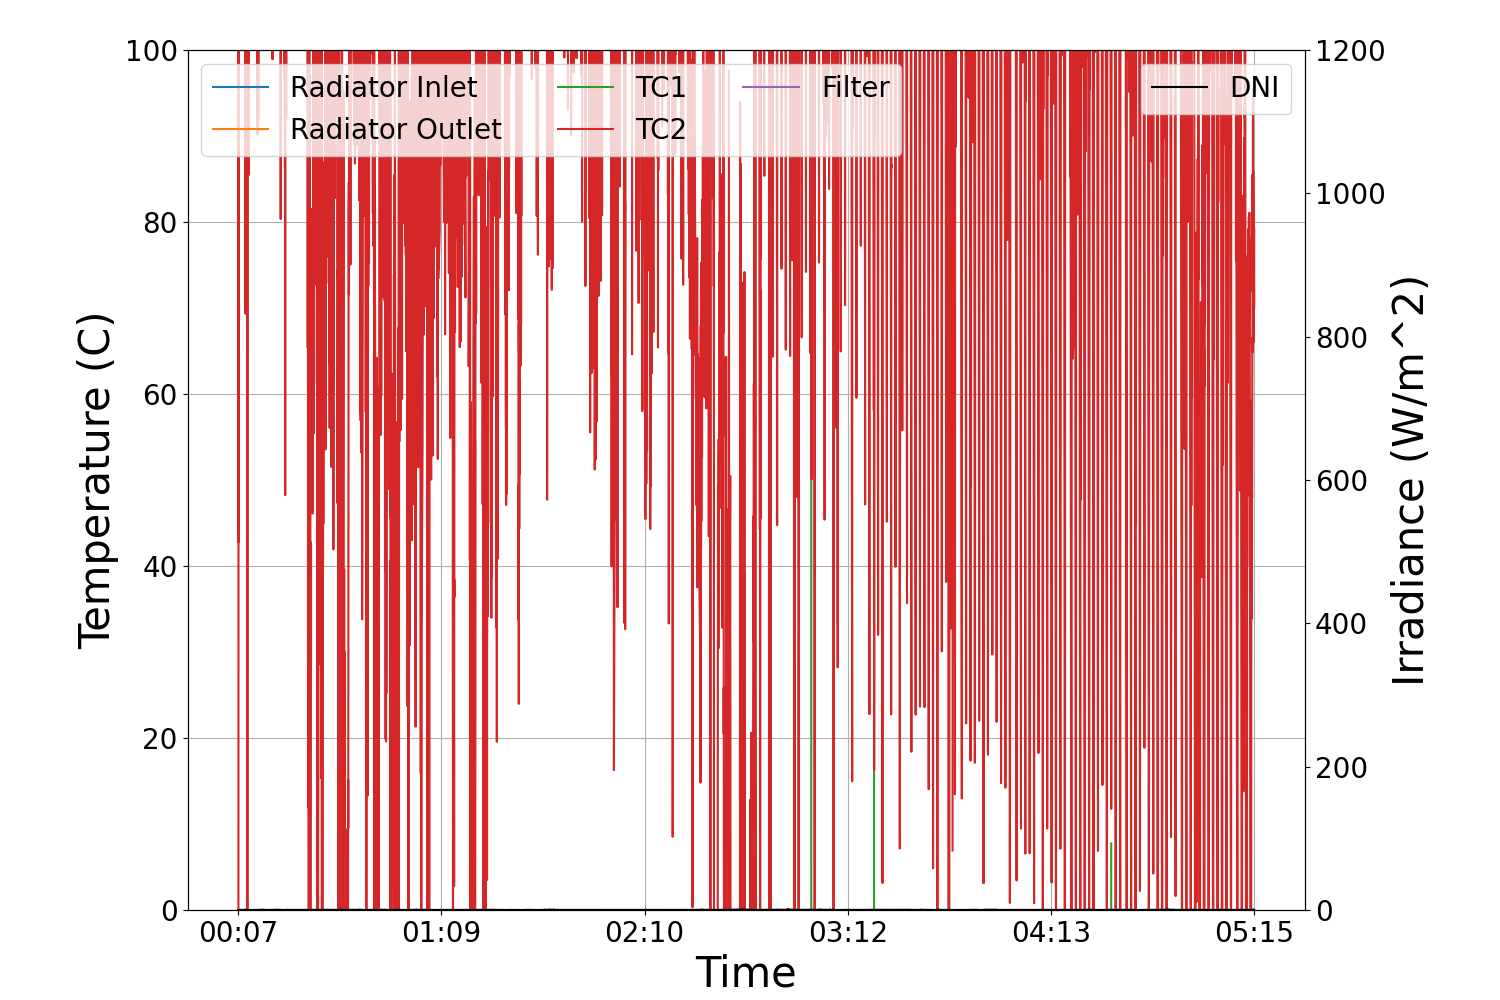 100
80
60
40
20
0
Temperature (C)
Radiator Inlet
Radiator Outlet
TC1
TC2
Filter
DNI
1200
1000
800
600
400
200
0
Irradiance (W/m^2)
00:07
01:09
02:10
03:12
04:13
05:15
Time